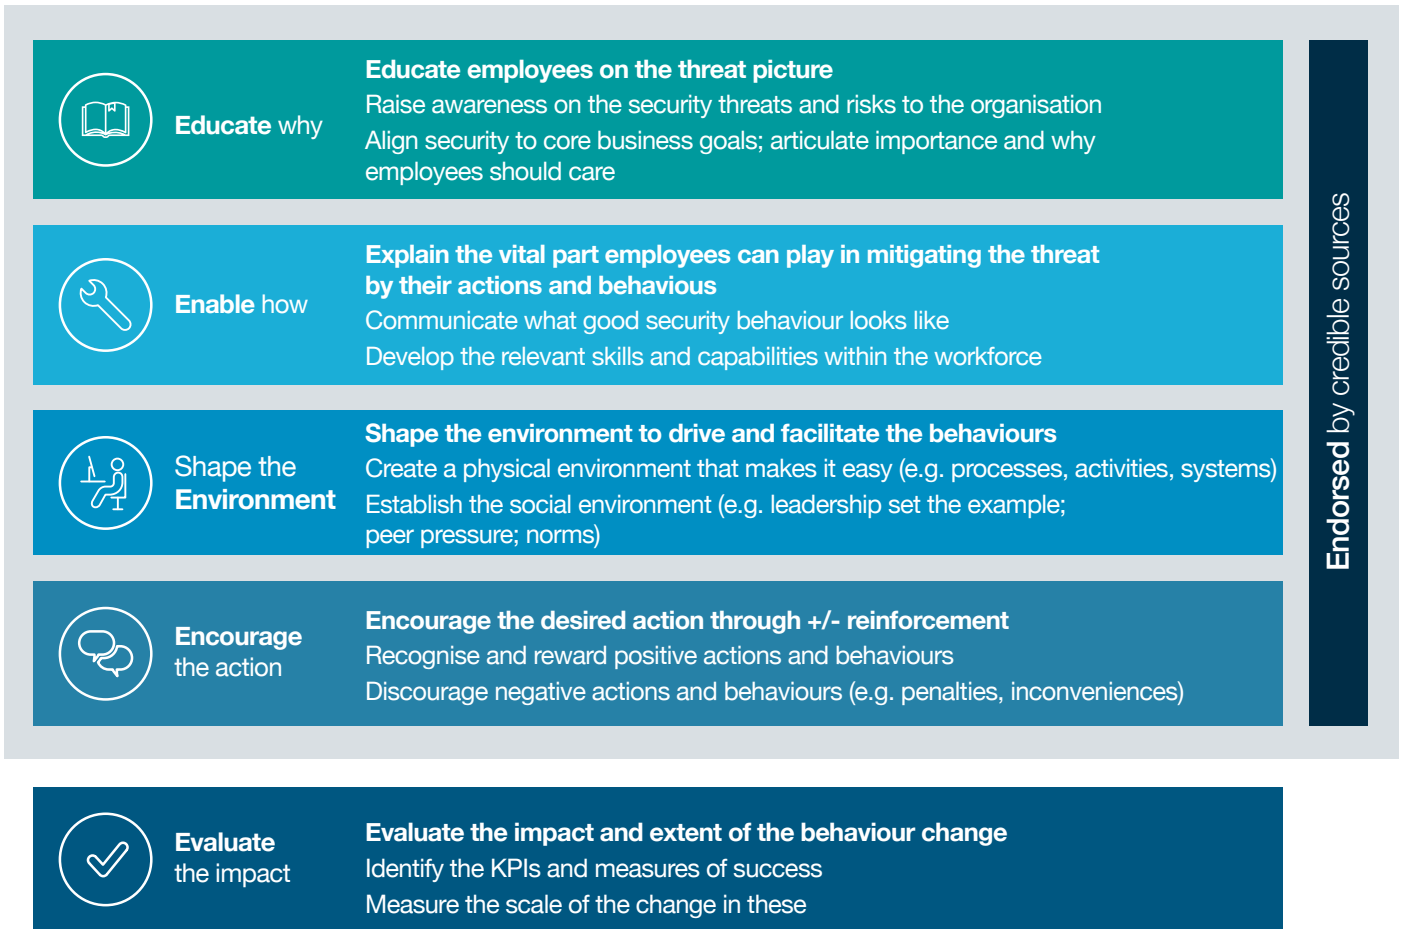 Educate why
Educate employees on the threat picture
Raise awareness on the security threats and risks to the organisation
Align security to core business goals; articulate importance and why
employees should care
Enable how
Explain the vital part employees can play in mitigating the threat
by their actions and behavious
Communicate what good security behaviour looks like
Develop the relevant skills and capabilities within the workforce
Shape the
Environment
Shape the environment to drive and facilitate the behaviours
Create a physical environment that makes it easy (e.g. processes, activities, systems)
Establish the social environment (e.g. leadership set the example;
peer pressure; norms)
Encourage
the action
Encourage the desired action through +/- reinforcement
Recognise and reward positive actions and behaviours
Discourage negative actions and behaviours (e.g. penalties, inconveniences)
Endorsed by credible sources
Evaluate
the impact
Evaluate the impact and extent of the behaviour change
Identify the KPIs and measures of success
Measure the scale of the change in these